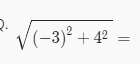 Q. √((-3)² + 4²) =